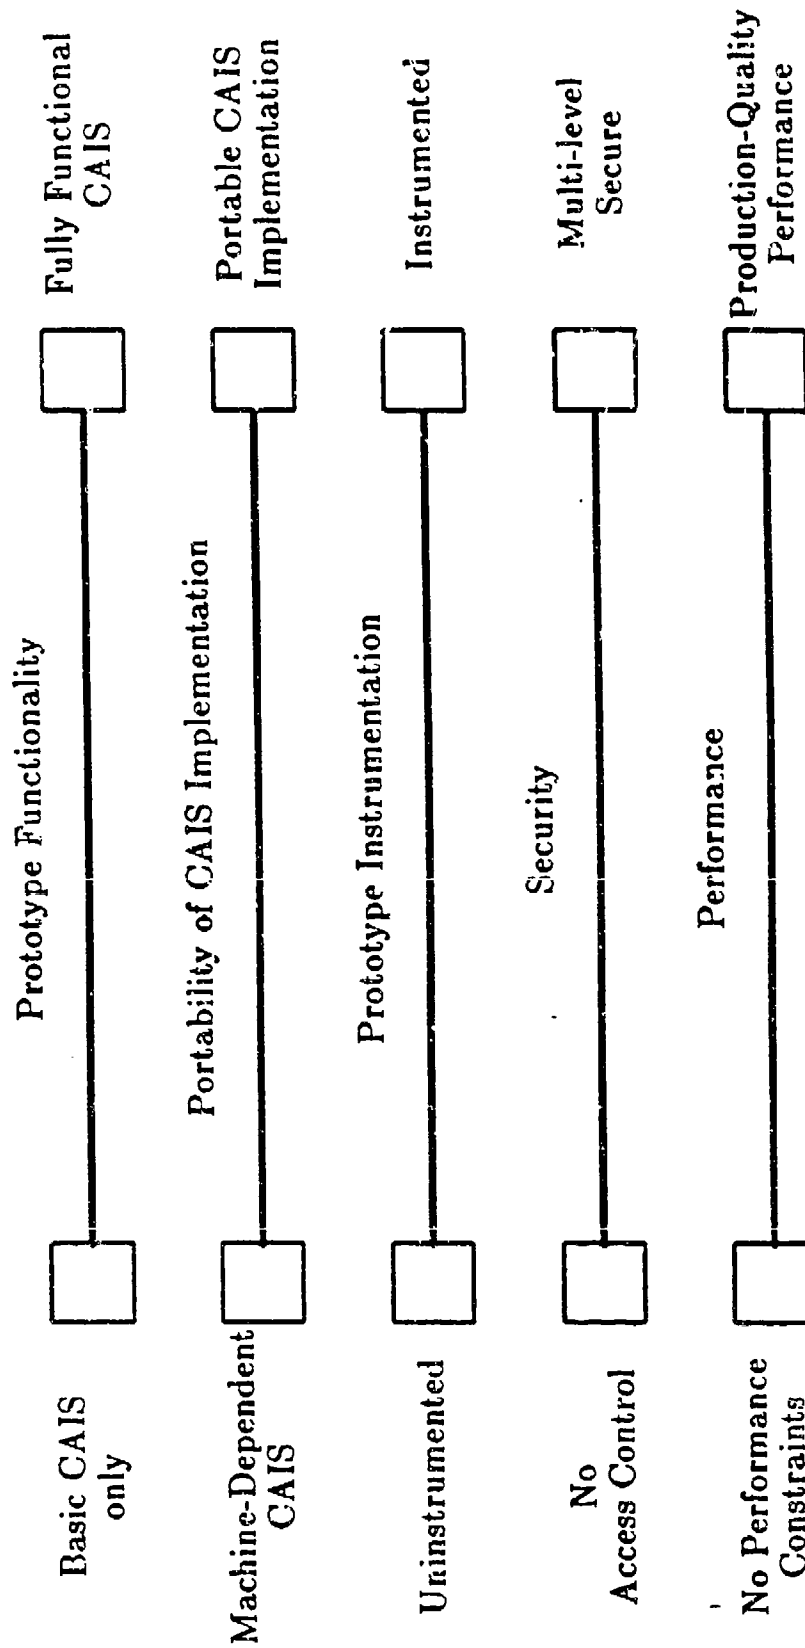 Prototype Functionality
Basic CAIS
only
Fully Functional
CAIS
Portability of CAIS Implementation
Machine-Dependent
CAIS
Portable CAIS
Implementation
Prototype Instrumentation
Uninstrumented
Instrumented
Security
No
Access Control
Multi-level
Secure
Performance
No Performance
Constraints
Production-Quality
Performance